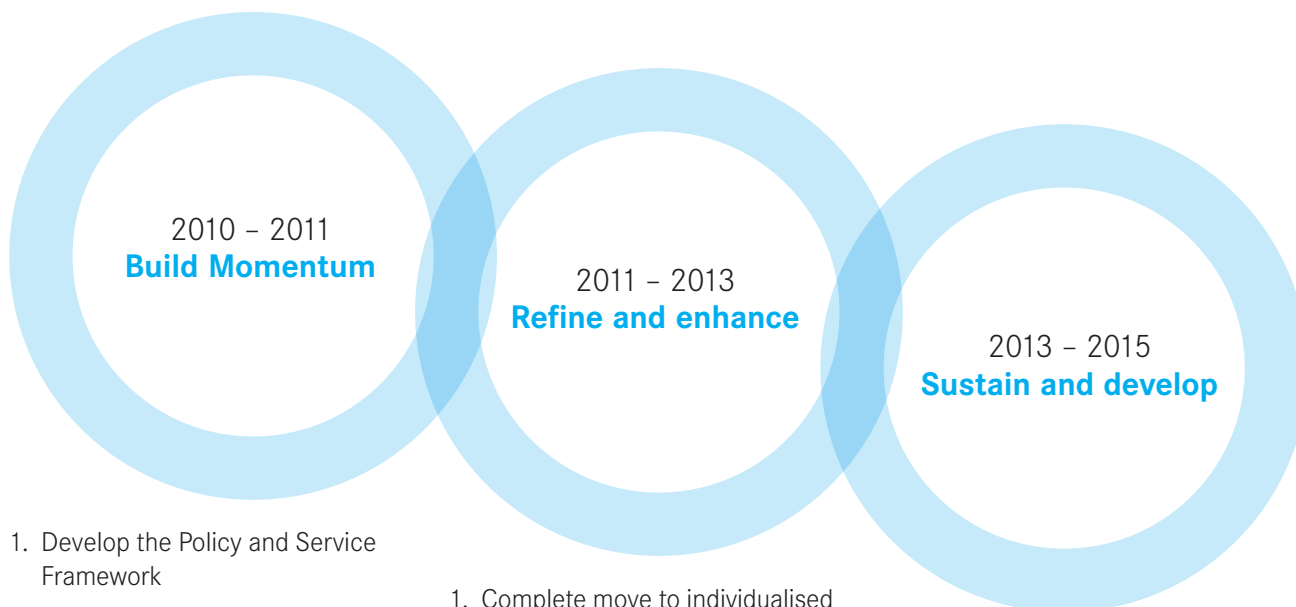 2010 – 2011
Build Momentum
2011 – 2013
Refine and enhance
2013 – 2015
Sustain and develop
1. Develop the Policy and Service
Framework
1. Complete move to individualised